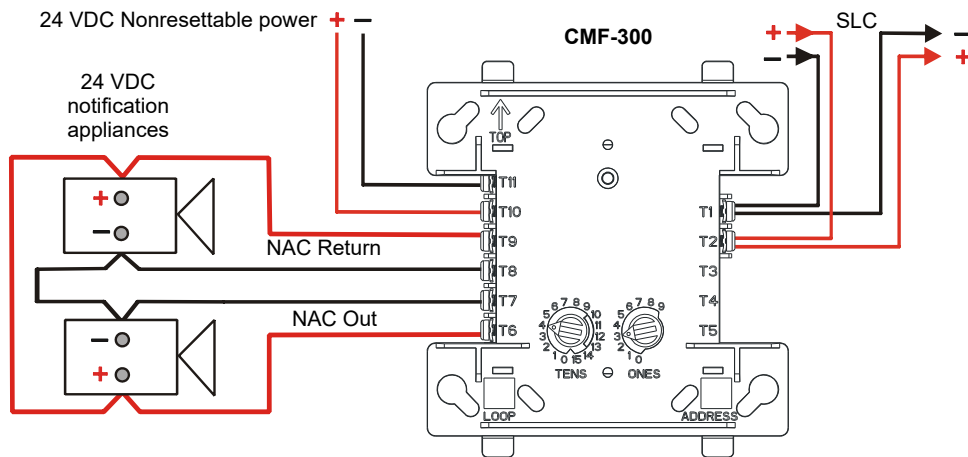 24 VDC Nonresettable power + −
CMF-300
SLC
+
−
−
+
24 VDC
notification
appliances
TOP
+
−
NAC Return
−
+
NAC Out
T11
T10
T9
T8
T7
T6
T1
T2
T3
T4
T5
0 1 2 3 4 5 6 7 8 9 10 11 12 13 14 15
TENS
0 1 2 3 4 5 6 7 8 9
ONES
LOOP
ADDRESS